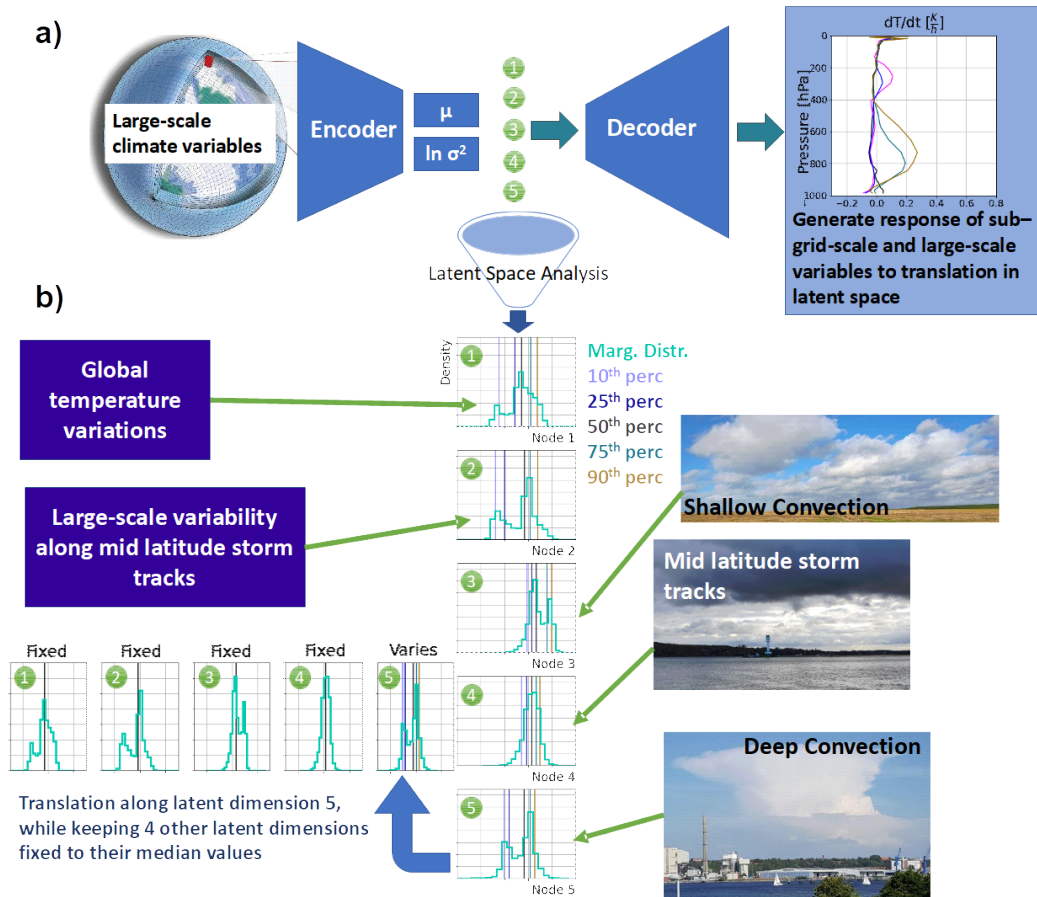 a)
Large-scale
climate variables
Encoder
μ
ln σ²
1
2
3
4
5
Decoder
dT/dt [K/h]
Pressure [hPa]
0
200
400
600
800
1000
−0.3 0.0 0.3 0.6 0.8
Generate response of sub–
grid-scale and large-scale
variables to translation in
latent space
Latent Space Analysis
b)
Global
temperature
variations
Large-scale variability
along mid latitude storm
tracks
Density
1
Node 1
2
Node 2
3
Node 3
4
Node 4
5
Node 5
Marg. Distr.
10th perc
25th perc
50th perc
75th perc
90th perc
Shallow Convection
Mid latitude storm
tracks
Deep Convection
Fixed Fixed Fixed Fixed Varies
1 2 3 4 5
Translation along latent dimension 5,
while keeping 4 other latent dimensions
fixed to their median values